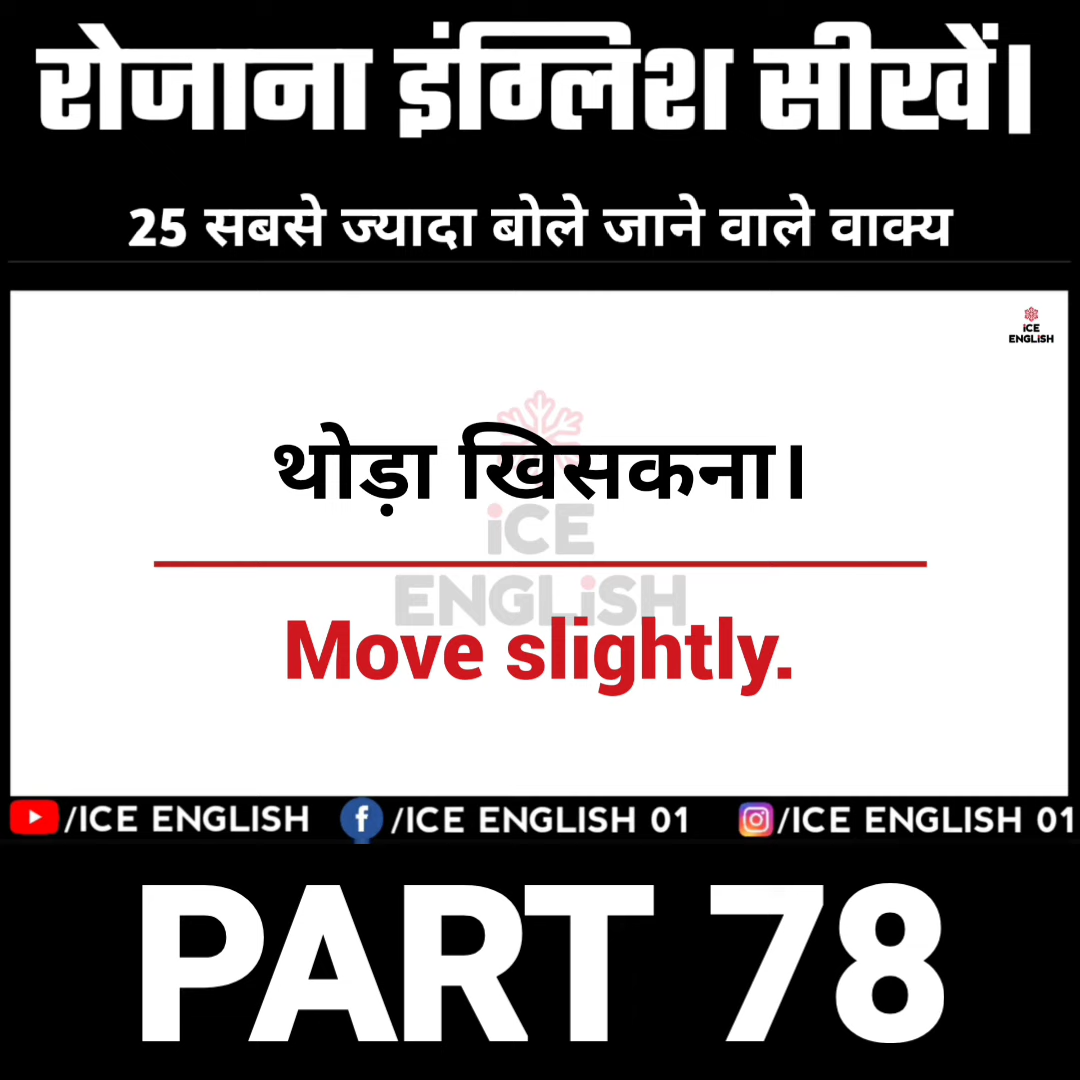 रोजाना इंग्लिश सीखें।
25 सबसे ज्यादा बोले जाने वाले वाक्य
iCE
ENGLiSH
थोड़ा खिसकना।
iCE
ENGLiSH
Move slightly.
/ICE ENGLISH f /ICE ENGLISH 01 /ICE ENGLISH 01
PART 78